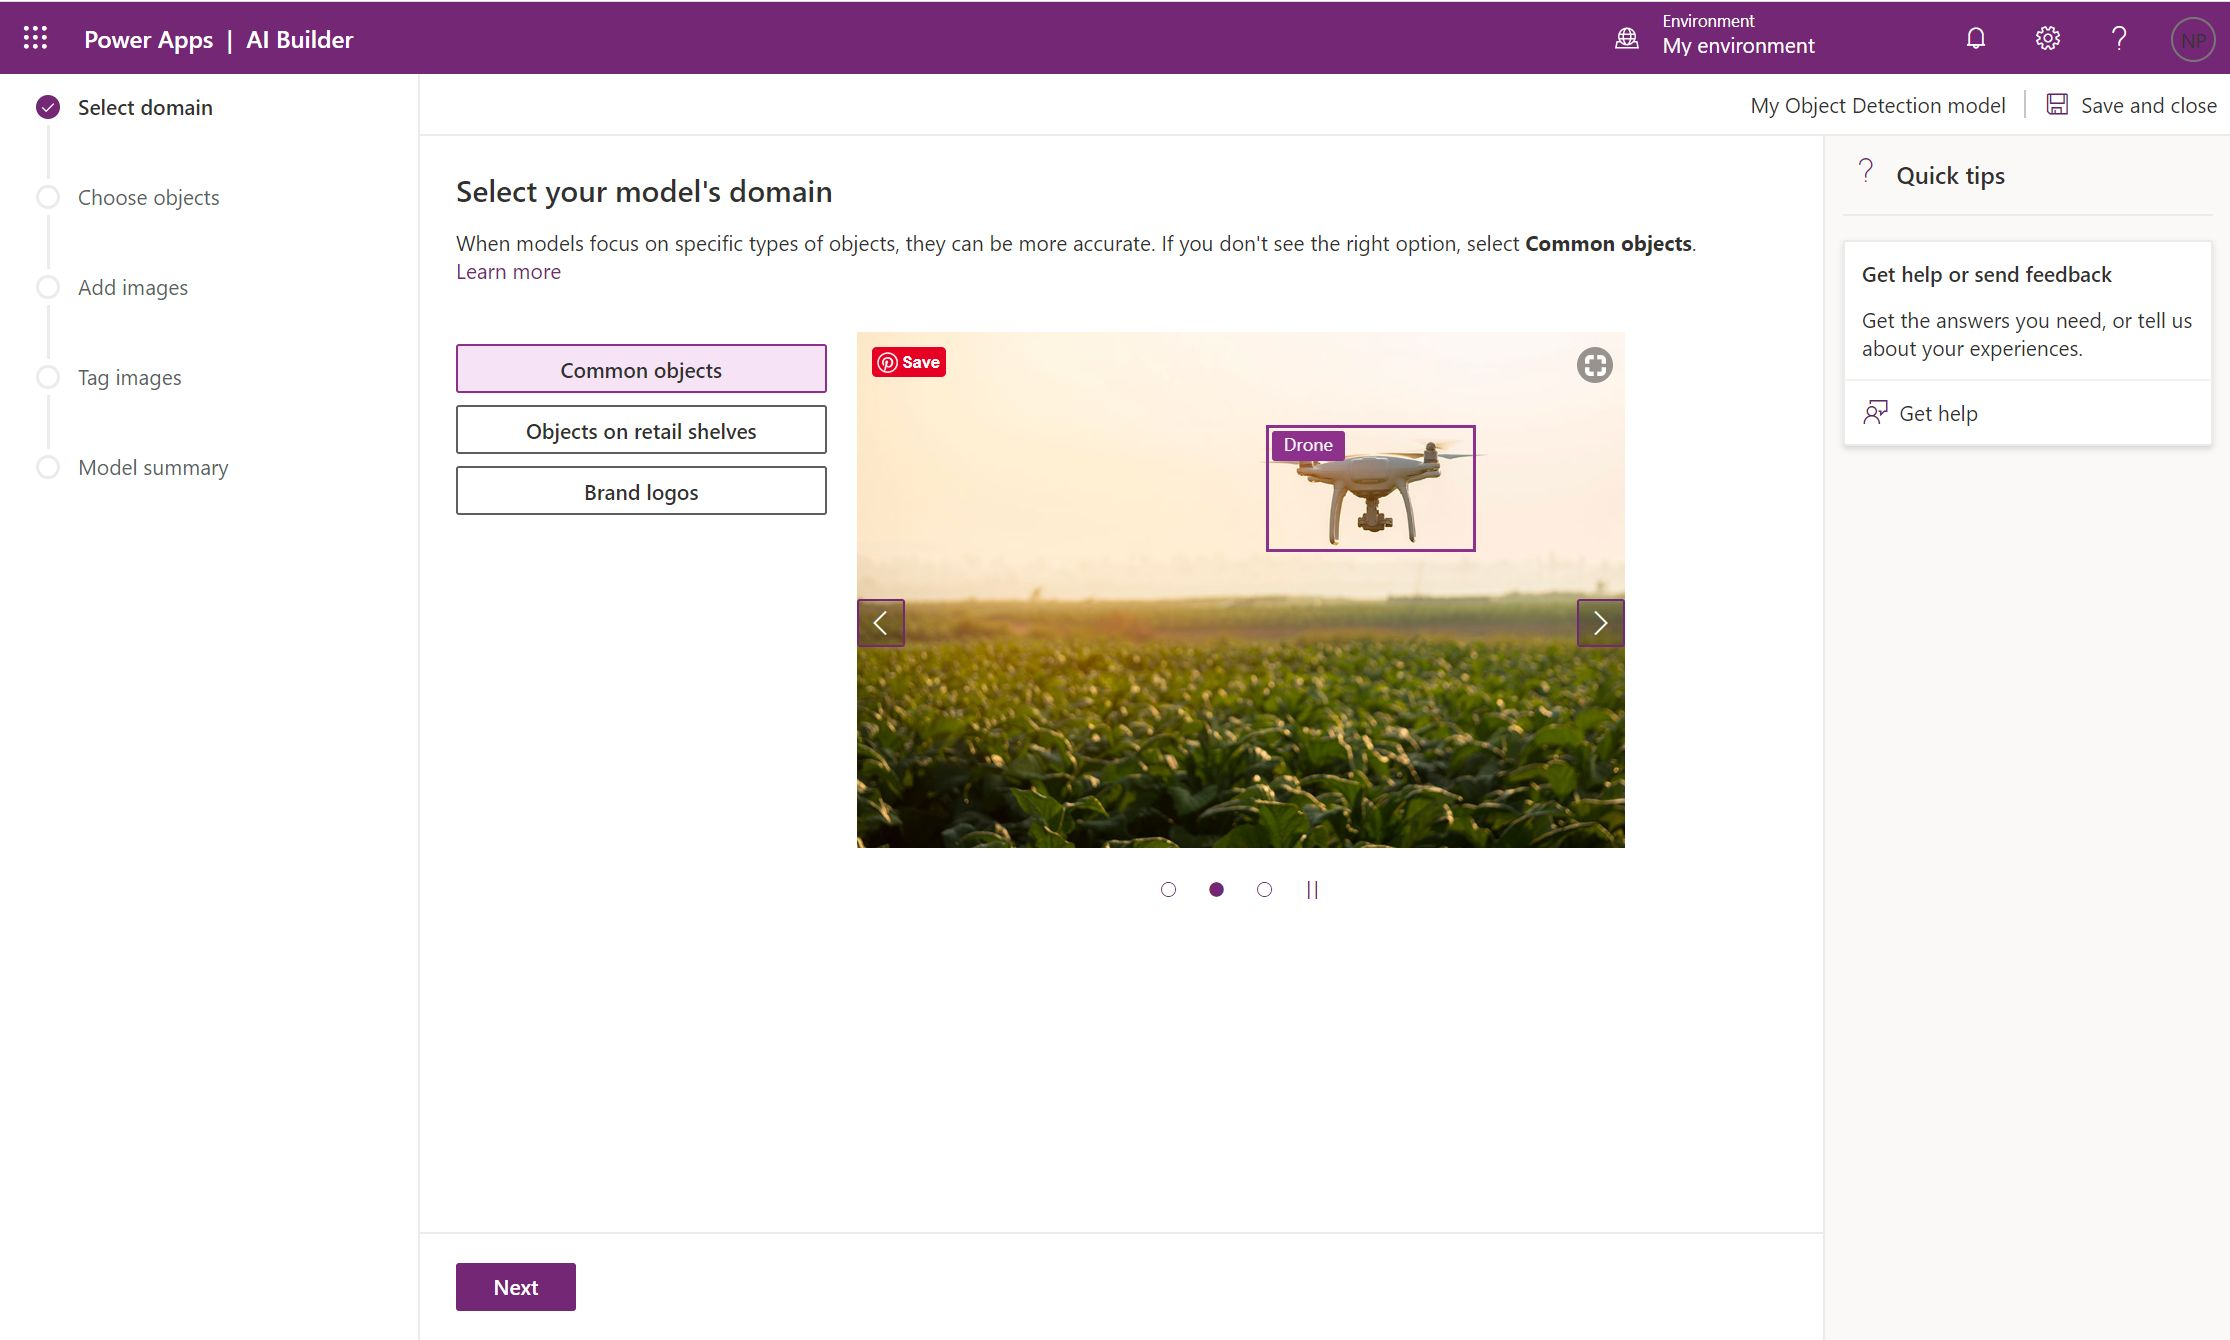 Power Apps | AI Builder
Environment
My environment
NP
Select domain
Choose objects
Add images
Tag images
Model summary
My Object Detection model
Save and close
Select your model's domain
When models focus on specific types of objects, they can be more accurate. If you don't see the right option, select Common objects.
Learn more
Common objects
Objects on retail shelves
Brand logos
Save
Drone
Next
Quick tips
Get help or send feedback
Get the answers you need, or tell us
about your experiences.
Get help